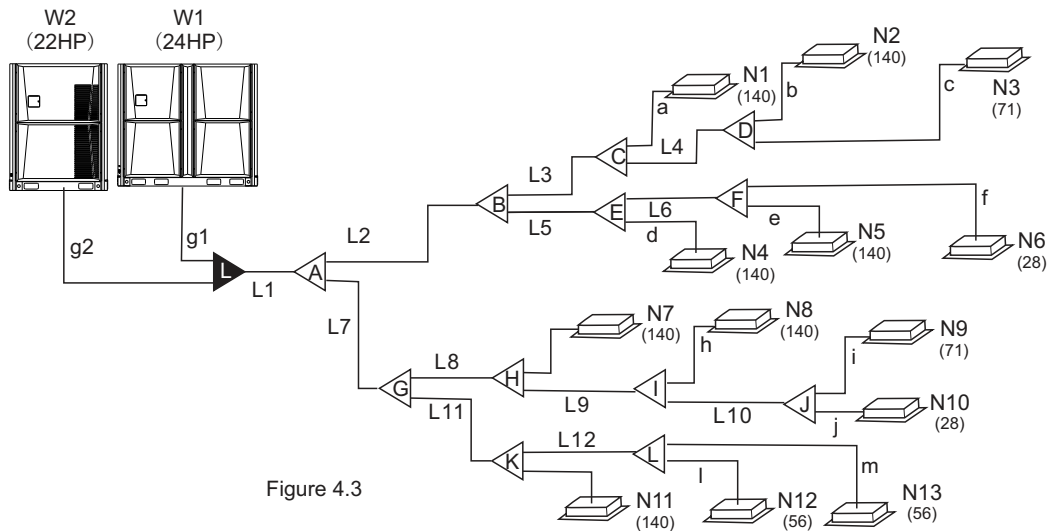 W2
(22HP)
W1
(24HP)
N1
(140)
N2
(140)
N3
(71)
a
b
c
D
C
L4
L3
B
L2
L5
E
L6
F
d
e
f
N4
(140)
N5
(140)
N6
(28)
g2
g1
L
L1
A
L7
N7
(140)
N8
(140)
N9
(71)
h
i
L8
H
G
I
L9
L10
J
j
N10
(28)
L11
L12
K
L
l
m
N11
(140)
N12
(56)
N13
(56)
Figure 4.3